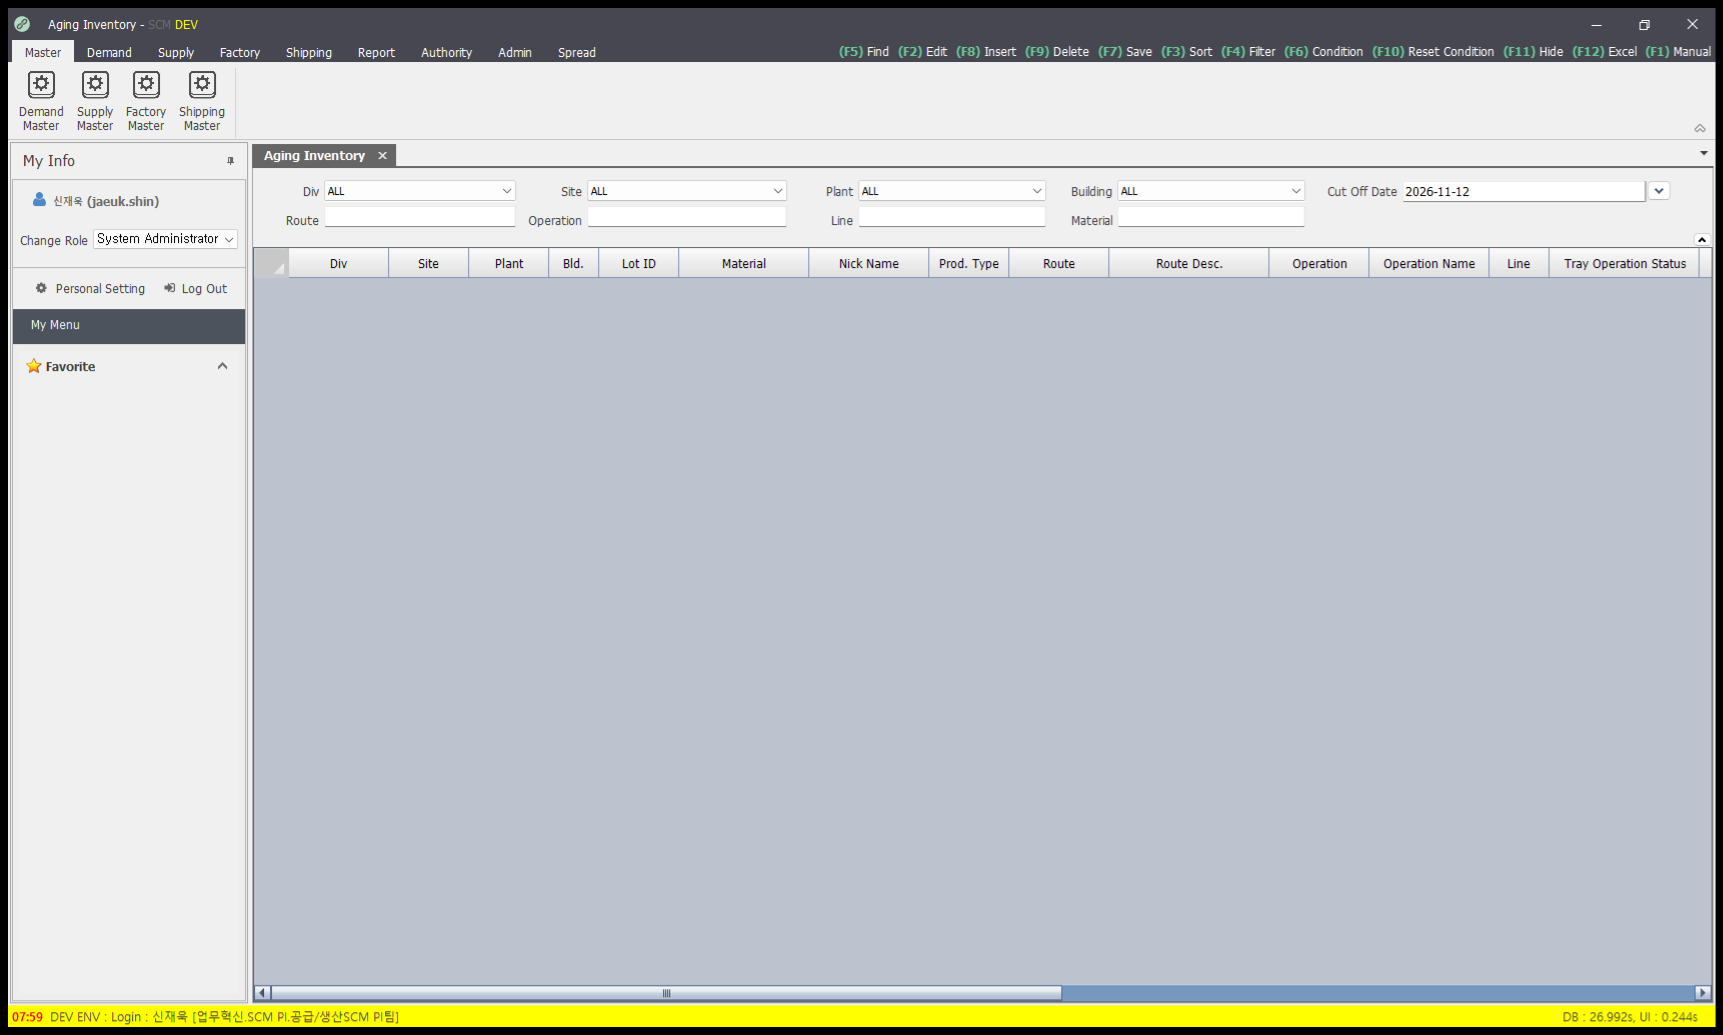 Aging Inventory - SCM DEV
Master Demand Supply Factory Shipping Report Authority Admin Spread
(F5) Find (F2) Edit (F8) Insert (F9) Delete (F7) Save (F3) Sort (F4) Filter (F6) Condition (F10) Reset Condition (F11) Hide (F12) Excel (F1) Manual
Demand Master
Supply Master
Factory Master
Shipping Master
My Info
신재욱 (jaeuk.shin)
Change Role System Administrator
Personal Setting Log Out
My Menu
Favorite
Aging Inventory
Div ALL Site ALL Plant ALL Building ALL Cut Off Date 2026-11-12
Route Operation Line Material
Div Site Plant Bld. Lot ID Material Nick Name Prod. Type Route Route Desc. Operation Operation Name Line Tray Operation Status
07:59 DEV ENV : Login : 신재욱 [업무혁신.SCM PI.공급/생산SCM PI팀]
DB : 26.992s, UI : 0.244s